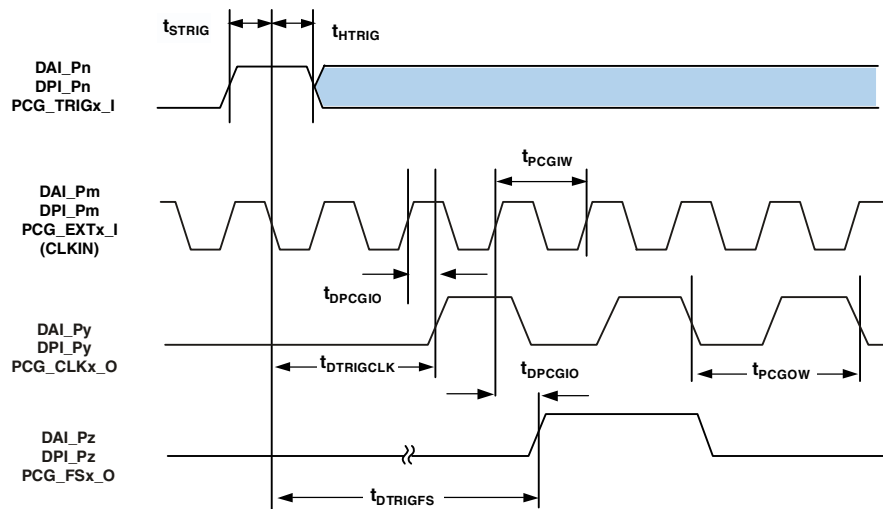 tSTRIG
tHTRIG
DAI_Pn
DPI_Pn
PCG_TRIGx_I
tPCGIW
DAI_Pm
DPI_Pm
PCG_EXTx_I
(CLKIN)
tDPCGIO
DAI_Py
DPI_Py
PCG_CLKx_O
tDTRIGCLK
tDPCGIO
tPCGOW
DAI_Pz
DPI_Pz
PCG_FSx_O
tDTRIGFS